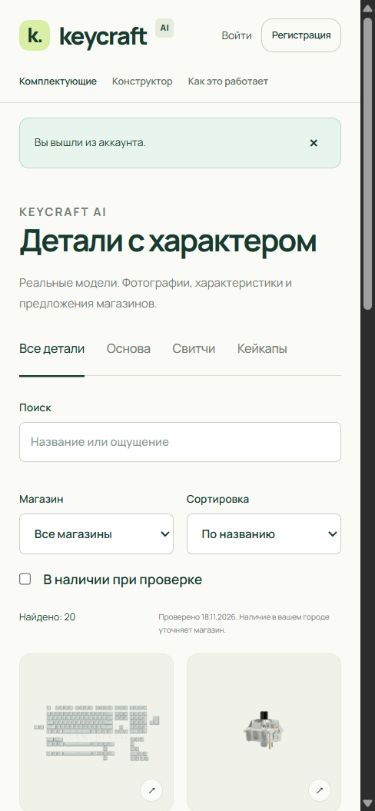 k. keycraft AI
Войти
Регистрация
Комплектующие Конструктор Как это работает
Вы вышли из аккаунта. ×
KEYCRAFT AI
Детали с характером
Реальные модели. Фотографии, характеристики и
предложения магазинов.
Все детали Основа Свитчи Кейкапы
Поиск
Название или ощущение
Магазин Сортировка
Все магазины По названию
В наличии при проверке
Найдено: 20
Проверено 18.11.2026. Наличие в вашем городе
уточняет магазин.